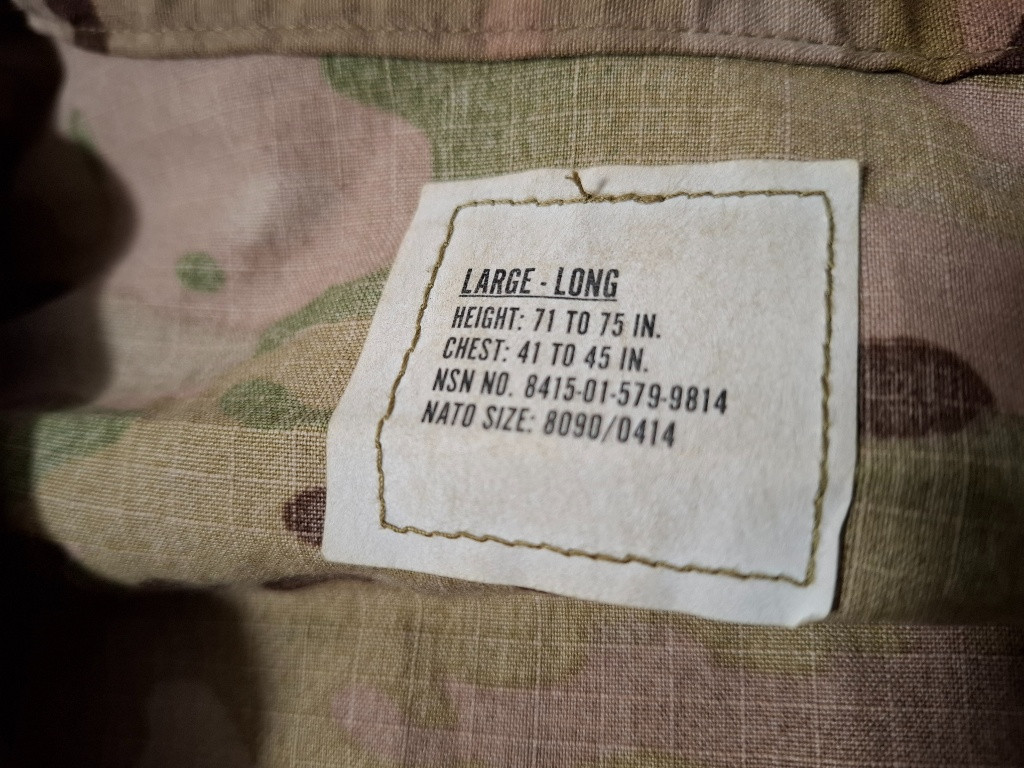 LARGE - LONG
HEIGHT: 71 TO 75 IN.
CHEST: 41 TO 45 IN.
NSN NO. 8415-01-579-9814
NATO SIZE: 8090/0414